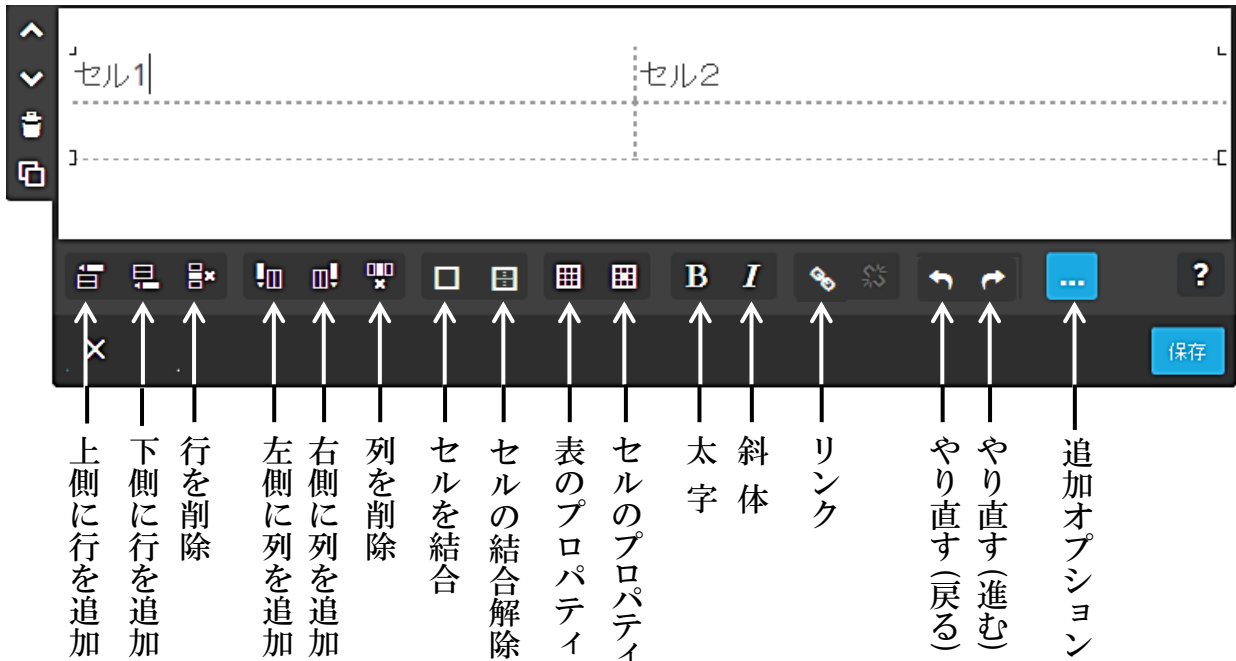 セル1
セル2
B
I
...
?
×
保存
上側に行を追加
下側に行を追加
行を削除
左側に列を追加
右側に列を追加
列を削除
セルを結合
セルの結合解除
表のプロパティ
セルのプロパティ
太字
斜体
リンク
やり直す(戻る)
やり直す(進む)
追加オプション